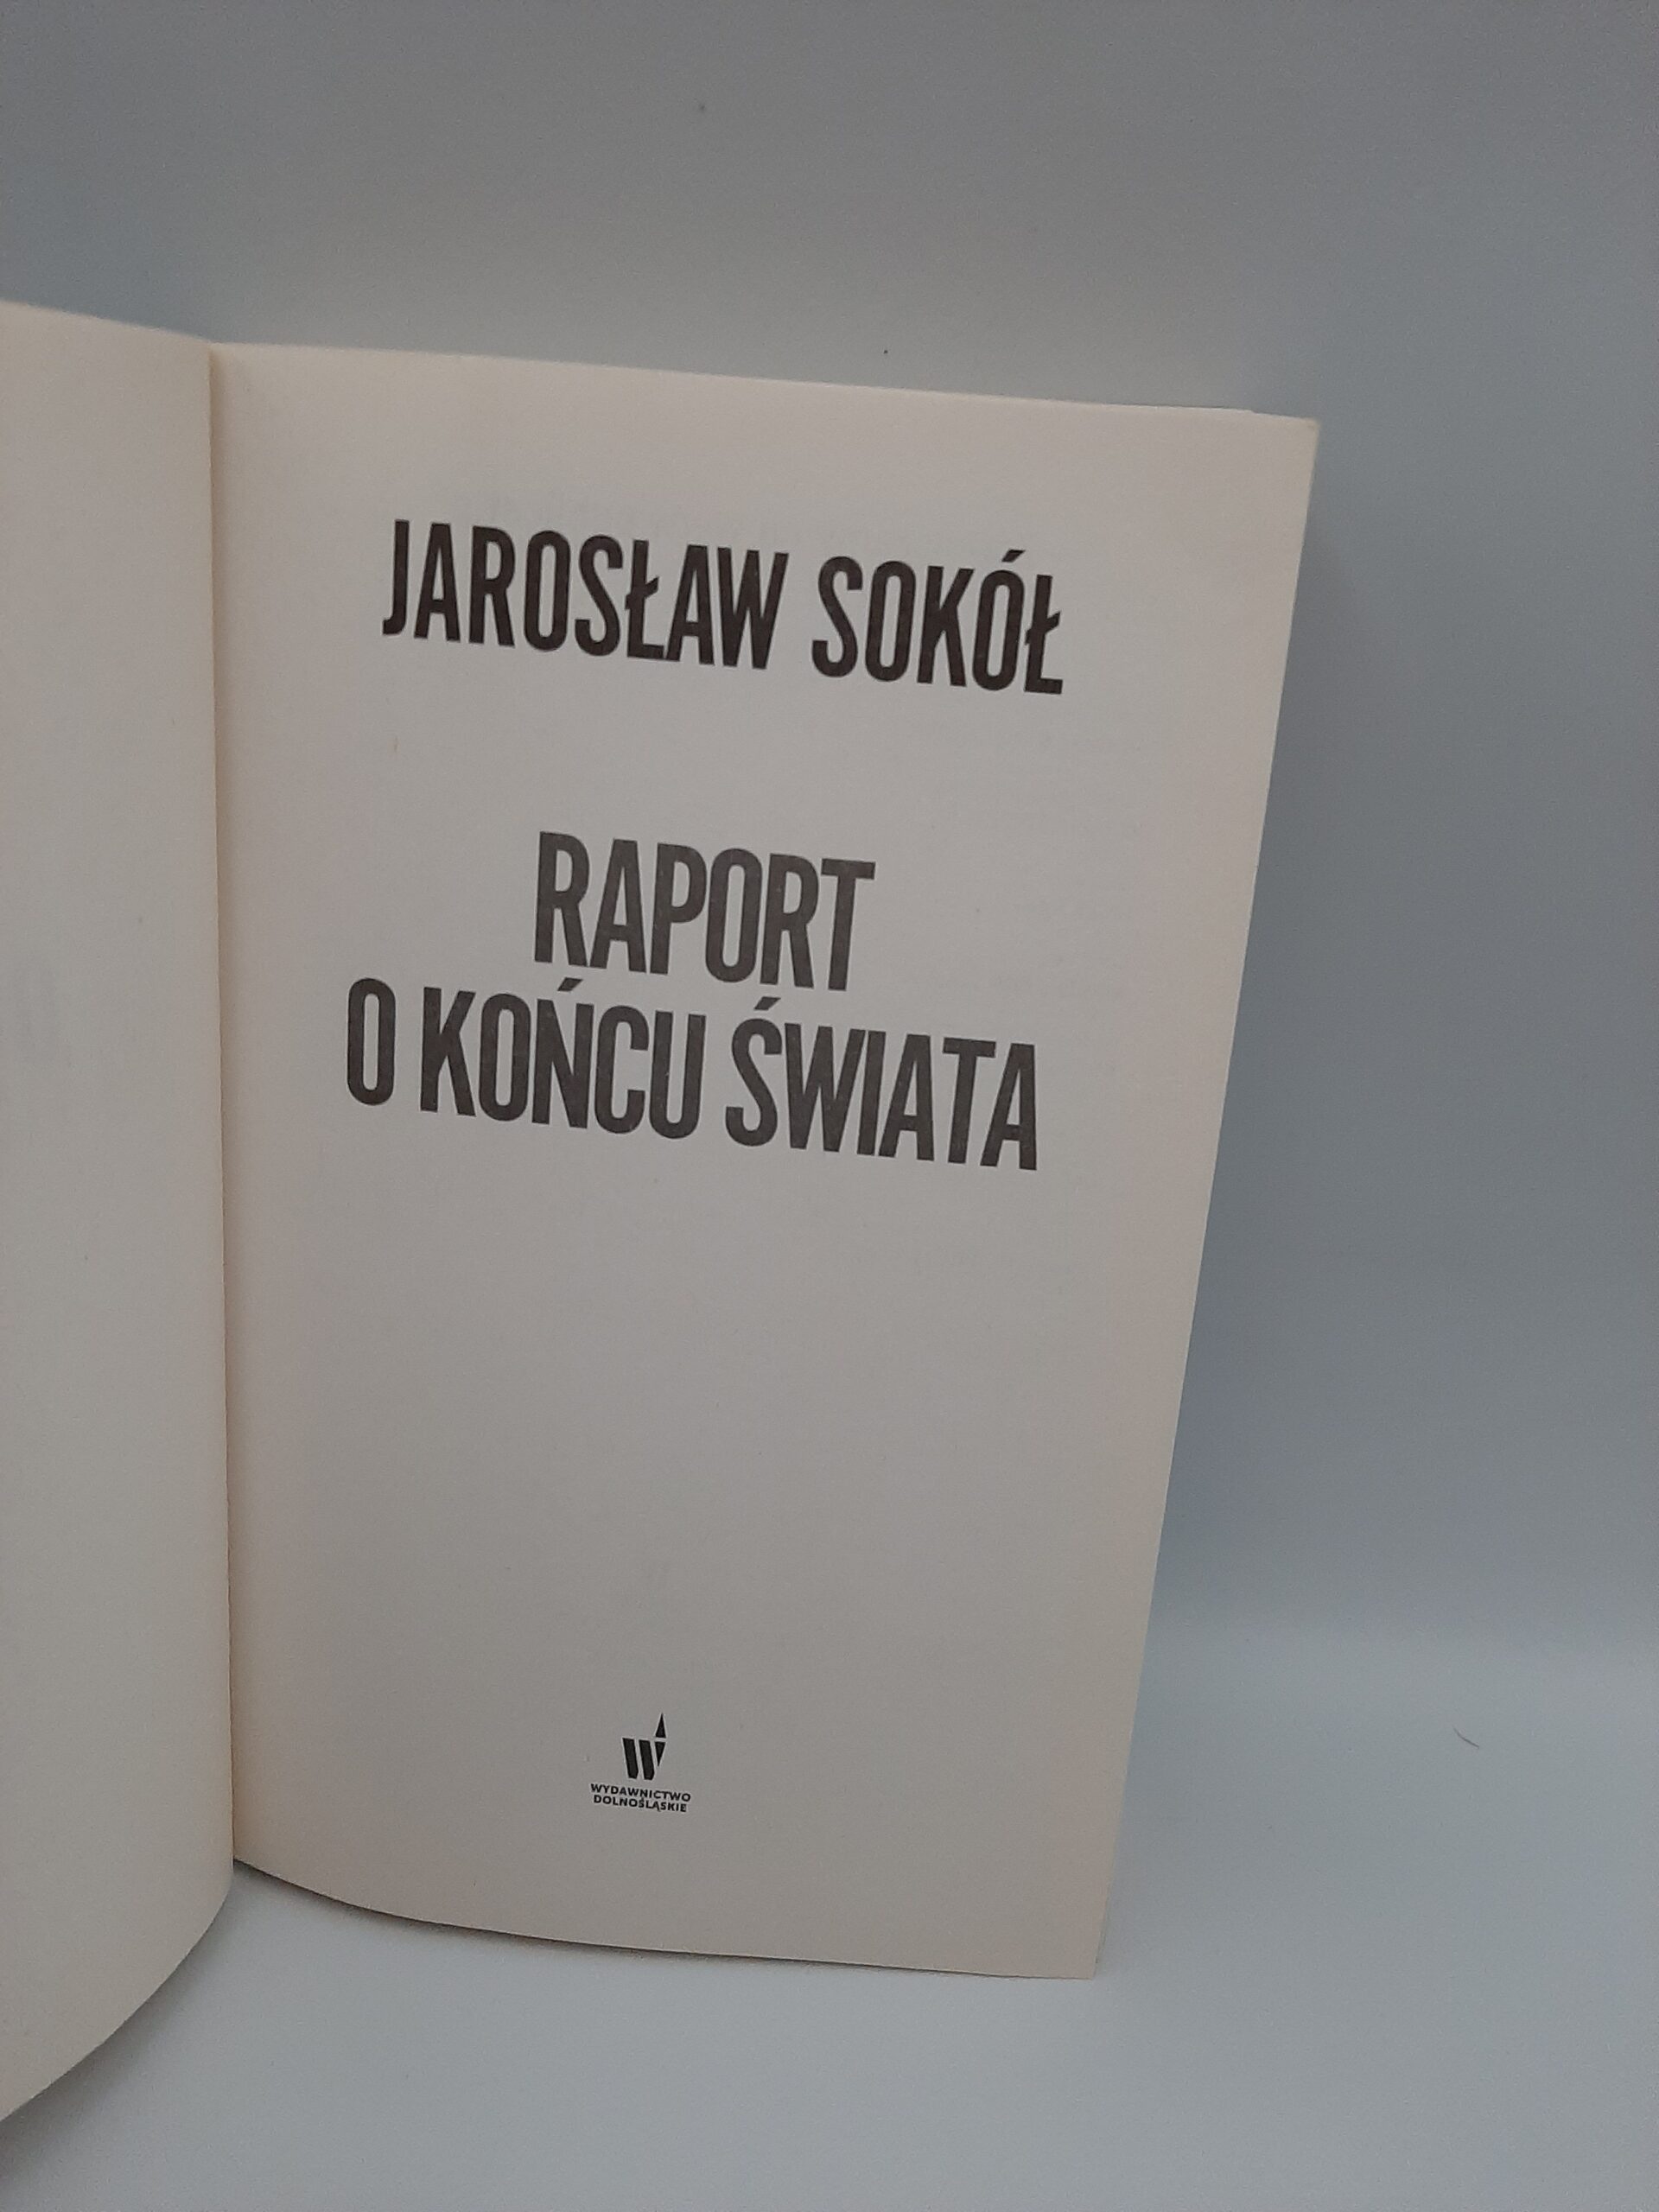 JAROSŁAW SOKÓŁ
RAPORT
O KOŃCU ŚWIATA
W
WYDAWNICTWO
DOLNOŚLĄSKIE